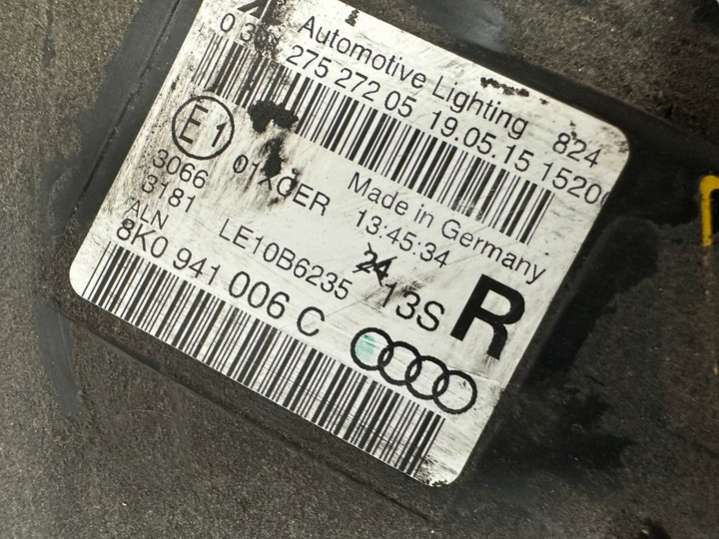 Automotive Lighting 824
275 272 05 19.05.15 1520
E1
3066
3181
ALN
Made in Germany
13:45:34
LE10B6235
24 13S
R
8K0 941 006 C